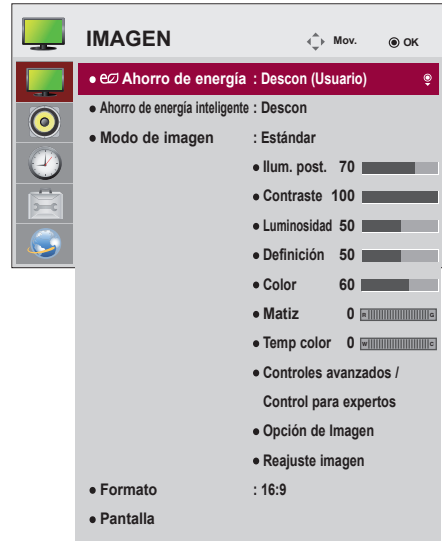 IMAGEN Mov. OK
● Ahorro de energía : Descon (Usuario)
● Ahorro de energía inteligente : Descon
● Modo de imagen : Estándar
● Ilum. post. 70
● Contraste 100
● Luminosidad 50
● Definición 50
● Color 60
● Matiz 0 R G
● Temp color 0 W C
● Controles avanzados /
Control para expertos
● Opción de Imagen
● Reajuste imagen
● Formato : 16:9
● Pantalla